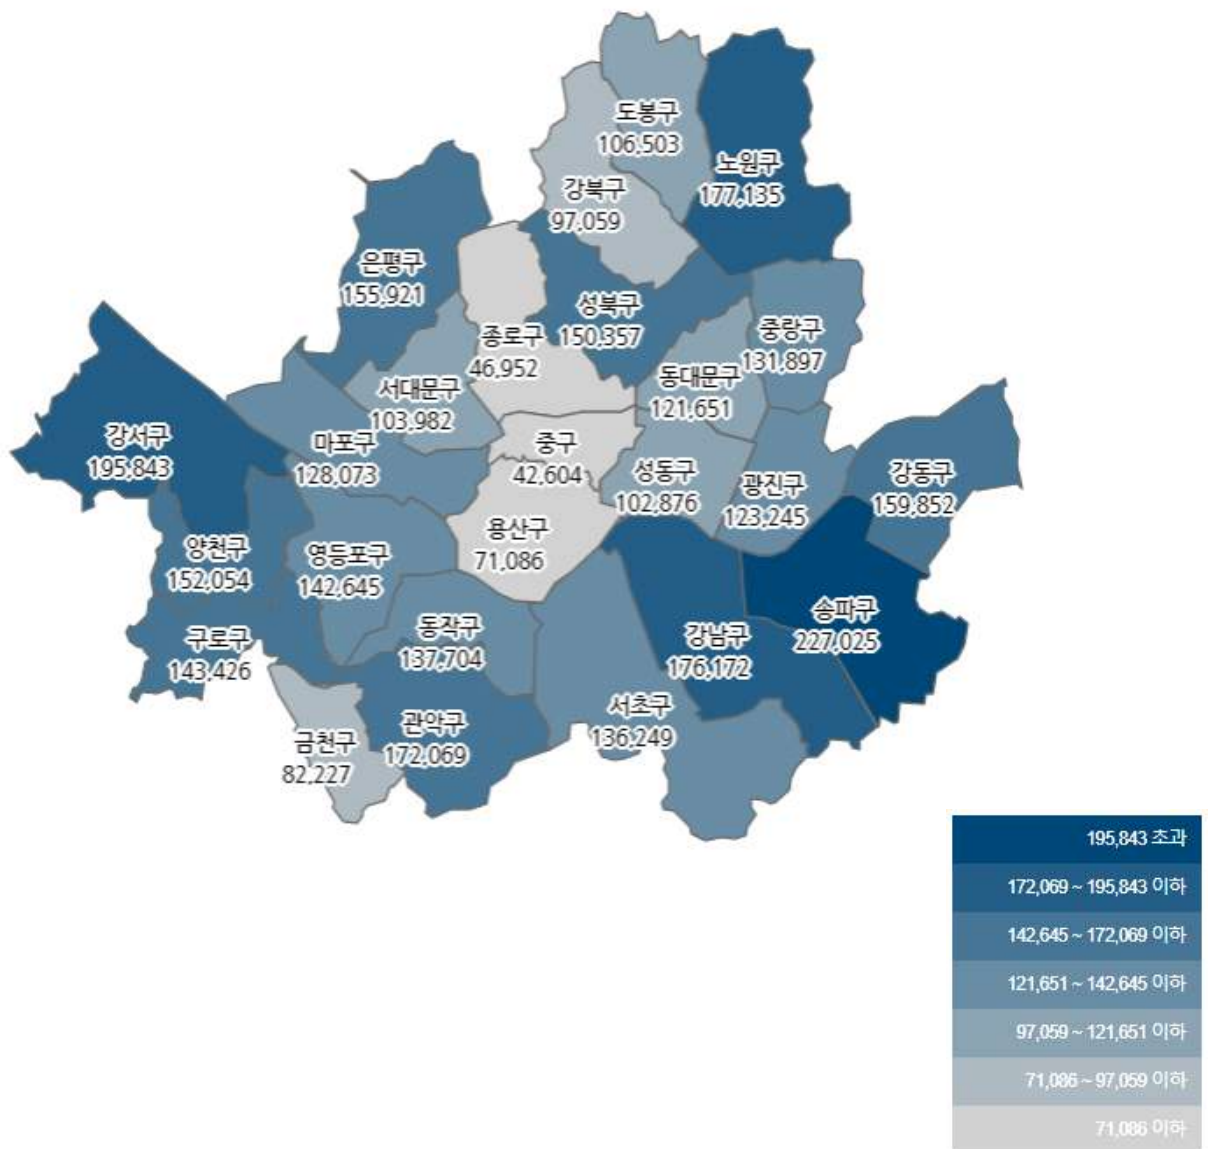 도봉구
106,503
노원구
177,135
강북구
97,059
은평구
155,921
성북구
150,357
종로구
46,952
중랑구
131,897
동대문구
121,651
서대문구
103,982
강서구
195,843
마포구
128,073
중구
42,604
성동구
102,876
광진구
123,245
강동구
159,852
용산구
71,086
양천구
152,054
영등포구
142,645
송파구
227,025
구로구
143,426
동작구
137,704
강남구
176,172
서초구
136,249
관악구
172,069
금천구
82,227
195,843 초과
172,069 ~ 195,843 이하
142,645 ~ 172,069 이하
121,651 ~ 142,645 이하
97,059 ~ 121,651 이하
71,086 ~ 97,059 이하
71,086 이하